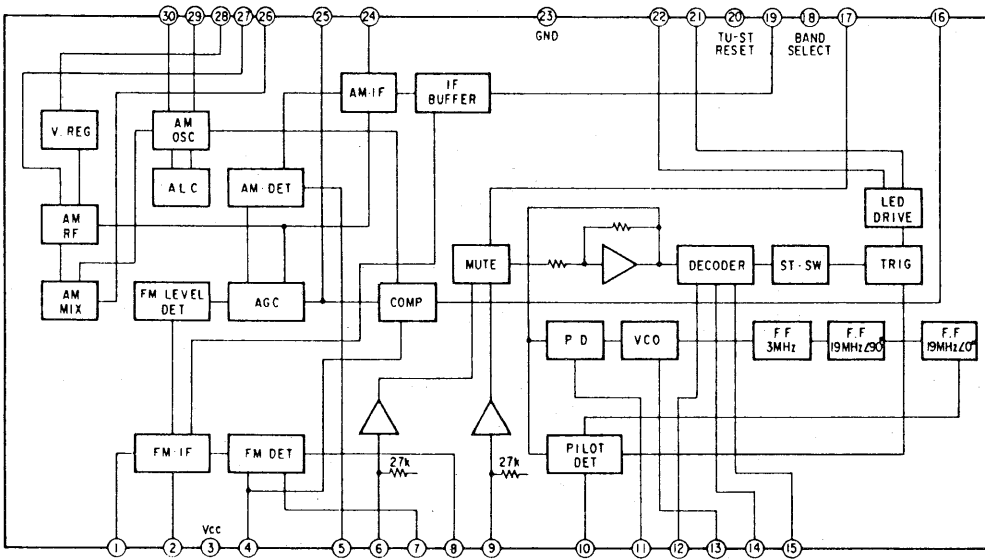 30 29 28 27 26 25 24 23 22 21 20 19 18 17 16
GND
TU-ST
RESET
BAND
SELECT
AM·IF
IF
BUFFER
V.REG
AM
OSC
ALC
AM·DET
LED
DRIVE
AM
RF
MUTE
DECODER
ST·SW
TRIG
AM
MIX
FM LEVEL
DET
AGC
COMP
P D
VCO
F F
3MHz
F.F
19MHz∠90°
F.F
19MHz∠0°
FM·IF
FM DET
27k
27k
PILOT
DET
Vcc
1 2 3 4 5 6 7 8 9 10 11 12 13 14 15